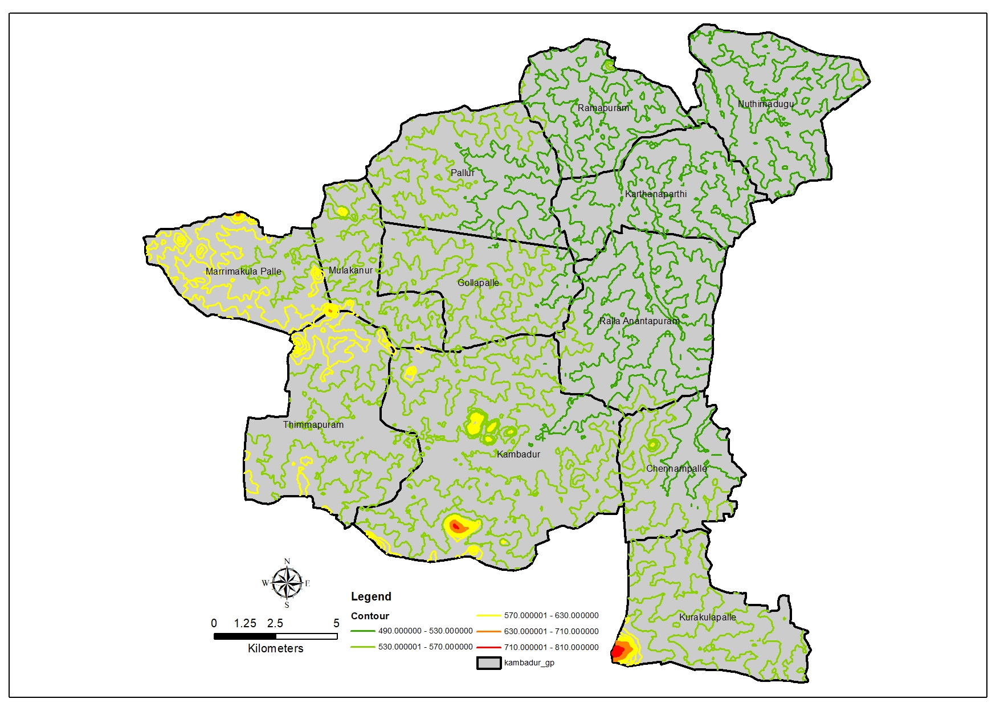 Ramapuram
Nuthimadugu
Pallur
Karthanaparthi
Marrimakula Palle
Mulakanur
Gollapalle
Ralla Anantapuram
Thimmapuram
Kambadur
Chennampalle
Kurakulapalle
N
W
E
S
0 1.25 2.5 5
Kilometers
Legend
Contour
490.000000 - 530.000000
530.000001 - 570.000000
570.000001 - 630.000000
630.000001 - 710.000000
710.000001 - 810.000000
kambadur_gp